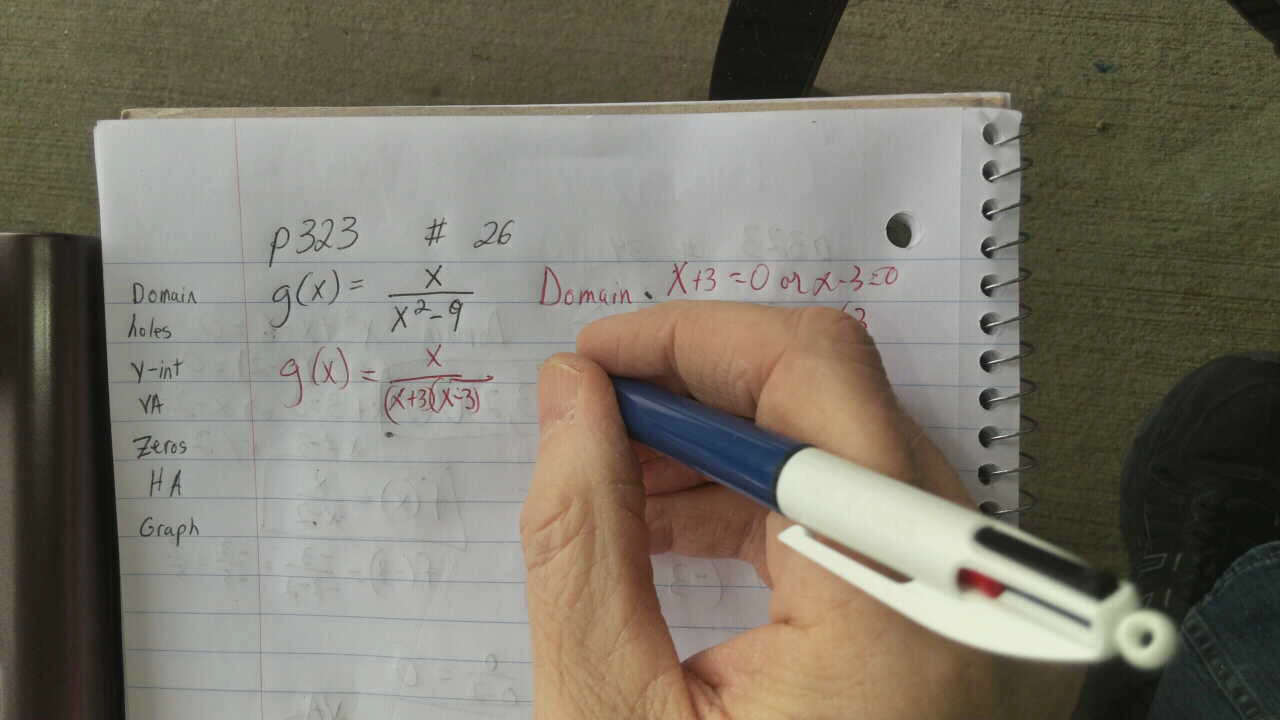 p323 # 26
Domain
holes
y-int
VA
Zeros
HA
Graph
g(x) = x / x²-9
g(x) = x / (x+3)(x-3)
Domain. x+3=0 or x-3=0
3